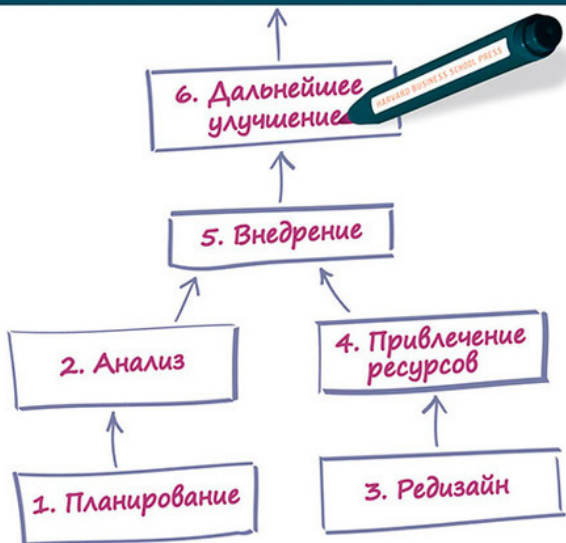 6. Дальнейшее
улучшение
HARVARD BUSINESS SCHOOL PRESS
5. Внедрение
2. Анализ
4. Привлечение
ресурсов
1. Планирование
3. Редизайн